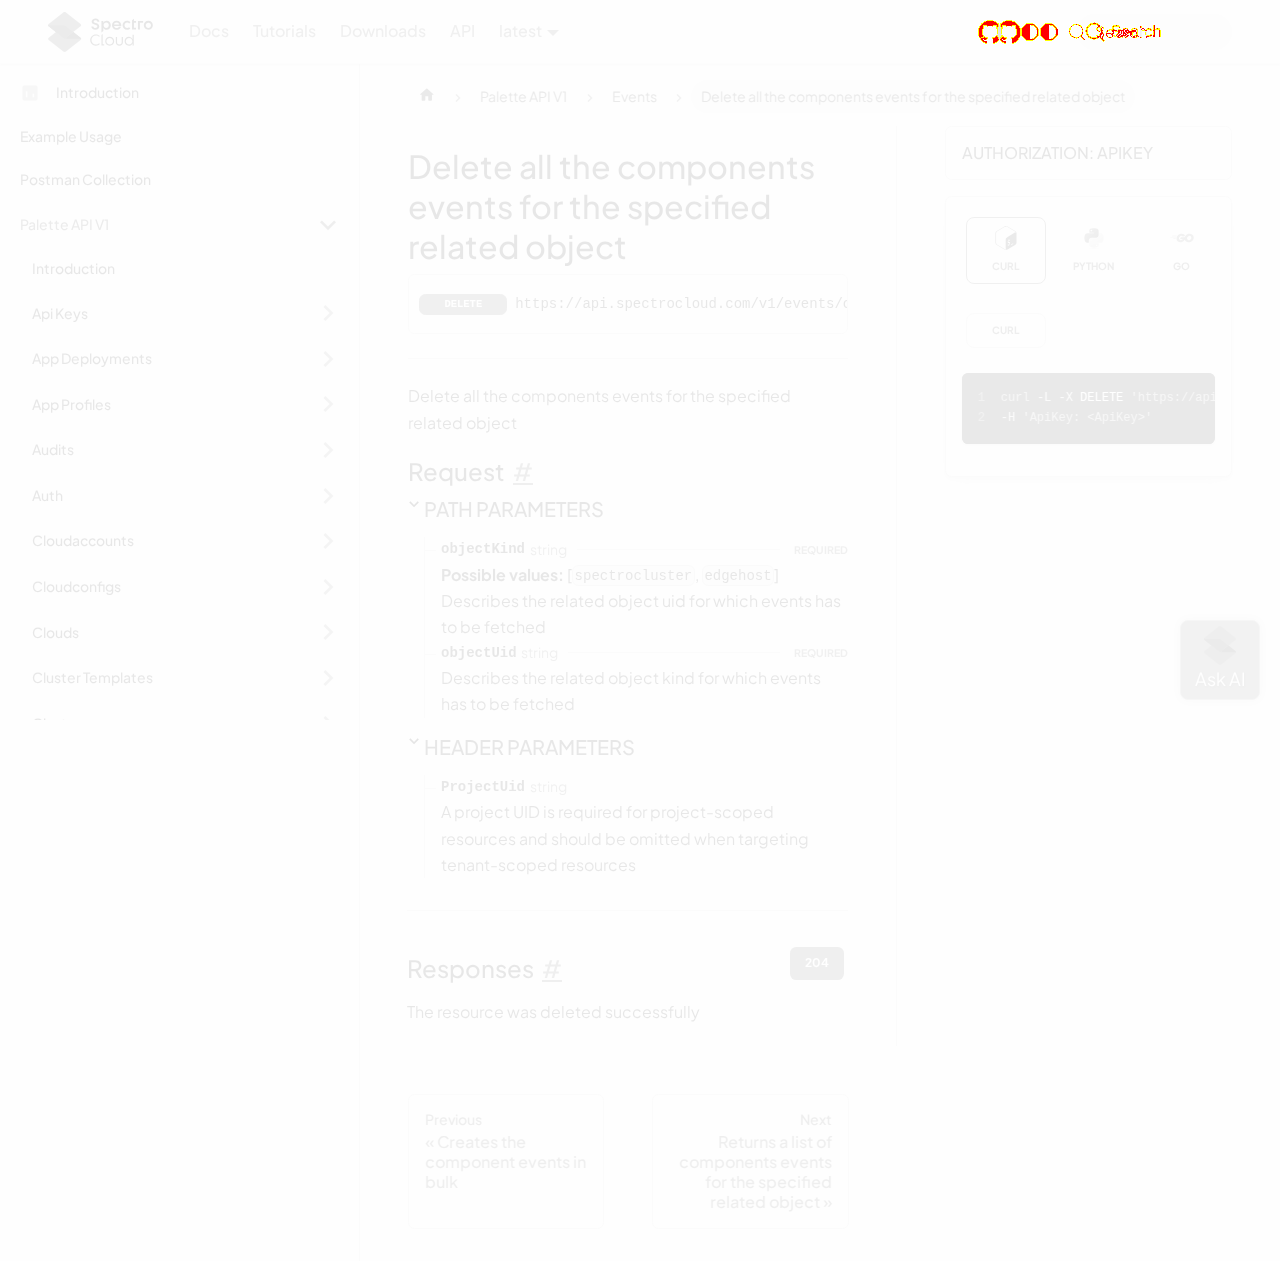 Spectro Cloud
Docs
Tutorials
Downloads
API
latest
Search
Introduction
Example Usage
Postman Collection
Palette API V1
Introduction
Api Keys
App Deployments
App Profiles
Audits
Auth
Cloudaccounts
Cloudconfigs
Clouds
Cluster Templates
Palette API V1
Events
Delete all the components events for the specified related object
Delete all the components
events for the specified
related object
DELETE
https://api.spectrocloud.com/v1/events/
Delete all the components events for the specified
related object
Request #
PATH PARAMETERS
objectKind string REQUIRED
Possible values: [spectrocluster, edgehost]
Describes the related object uid for which events has
to be fetched
objectUid string REQUIRED
Describes the related object kind for which events
has to be fetched
HEADER PARAMETERS
ProjectUid string
A project UID is required for project-scoped
resources and should be omitted when targeting
tenant-scoped resources
Responses #
204
The resource was deleted successfully
Previous
« Creates the
component events in
bulk
Next
Returns a list of
components events
for the specified
related object »
AUTHORIZATION: APIKEY
CURL
PYTHON
GO
GO
CURL
1 curl -L -X DELETE 'https://api
2 -H 'ApiKey: <ApiKey>'
Ask AI